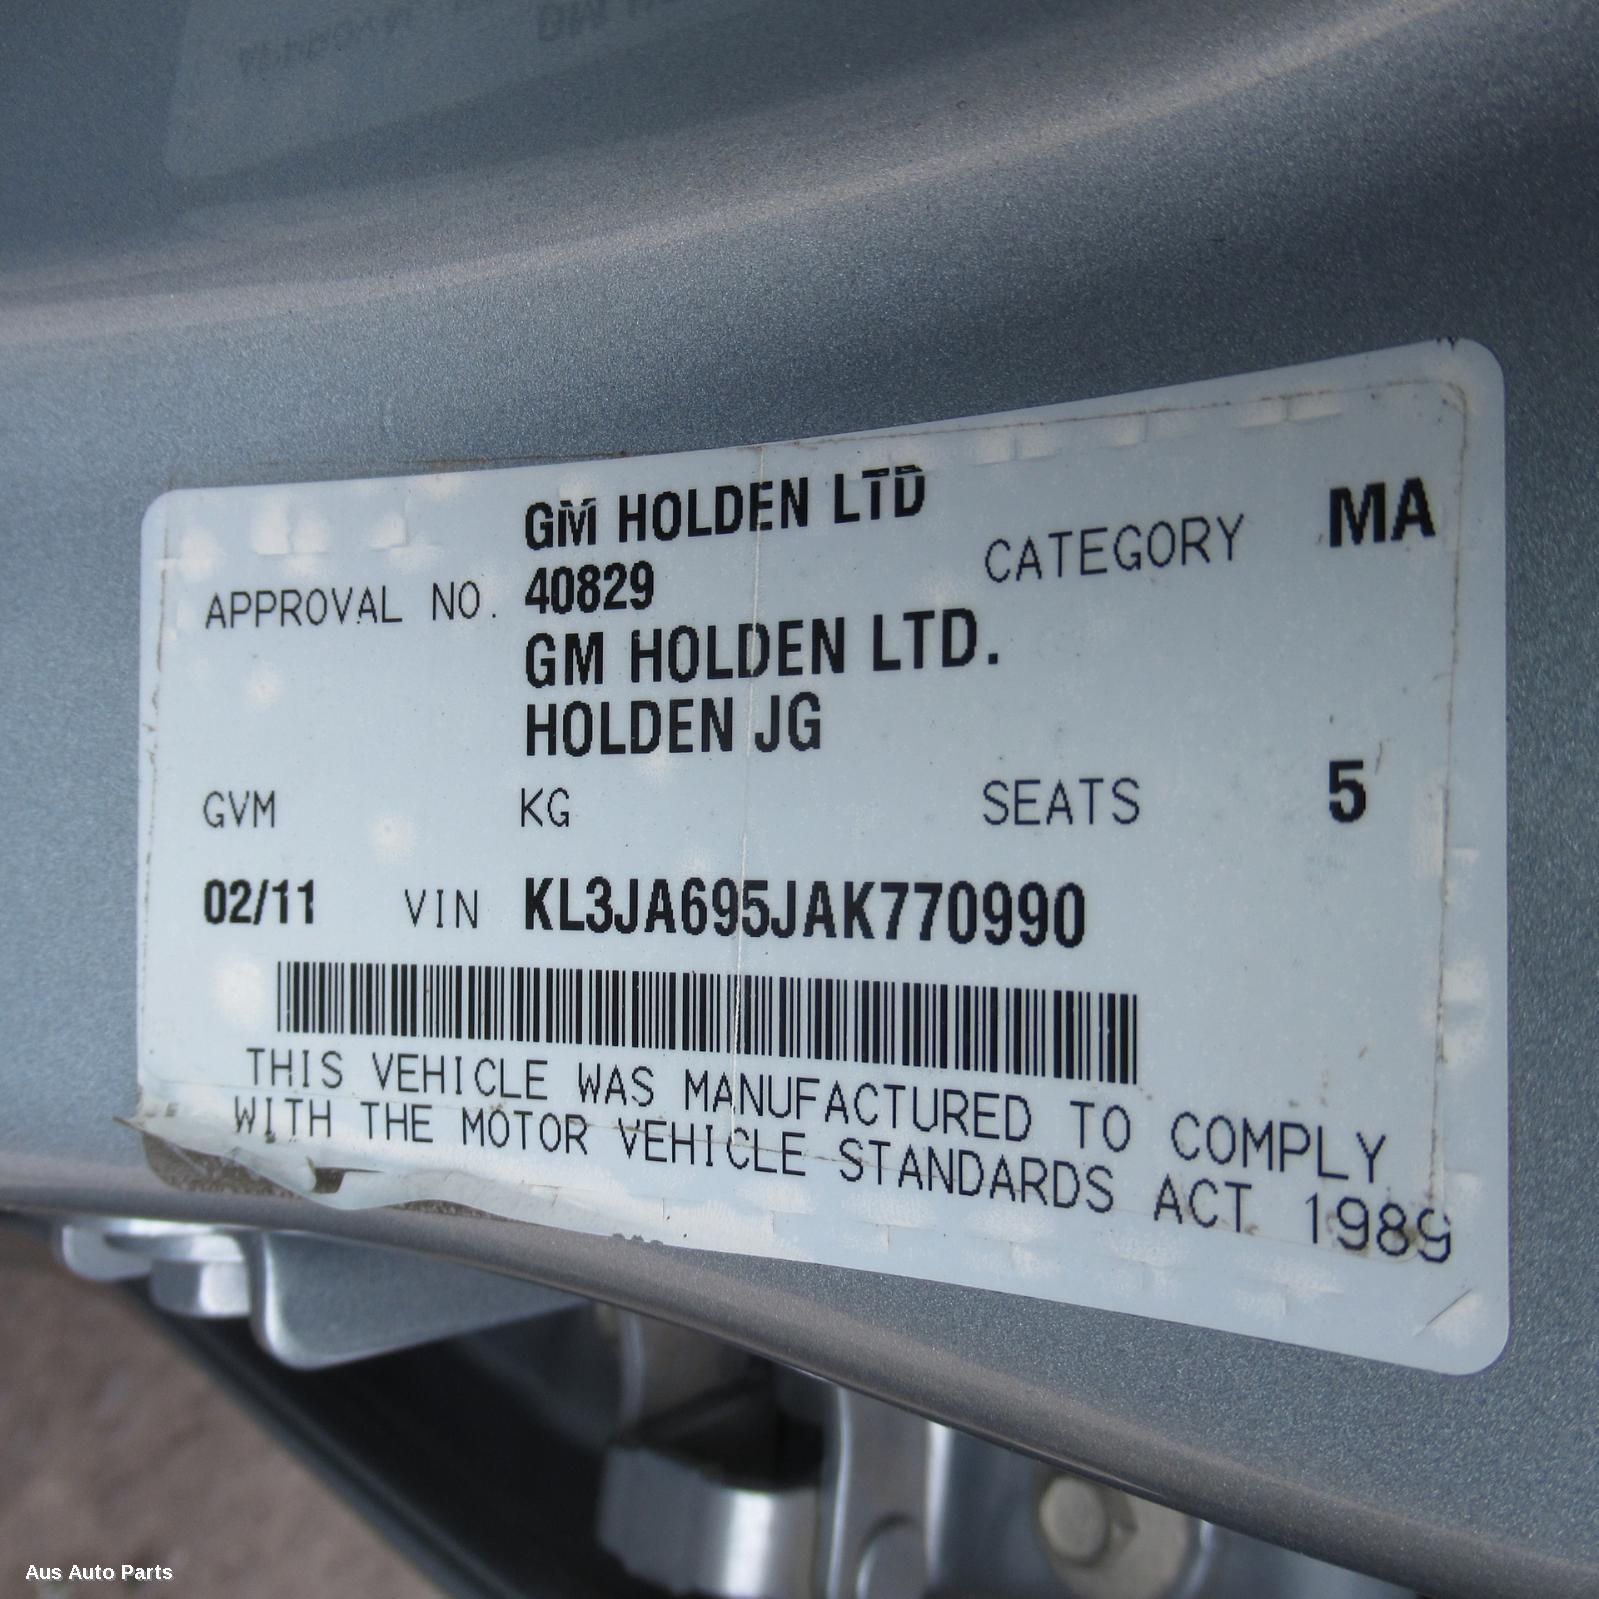 GM HOLDEN LTD
APPROVAL NO. 40829 CATEGORY MA
GM HOLDEN LTD.
HOLDEN JG
GVM KG SEATS 5
02/11 VIN KL3JA695JAK770990
THIS VEHICLE WAS MANUFACTURED TO COMPLY
WITH THE MOTOR VEHICLE STANDARDS ACT 1989
Aus Auto Parts